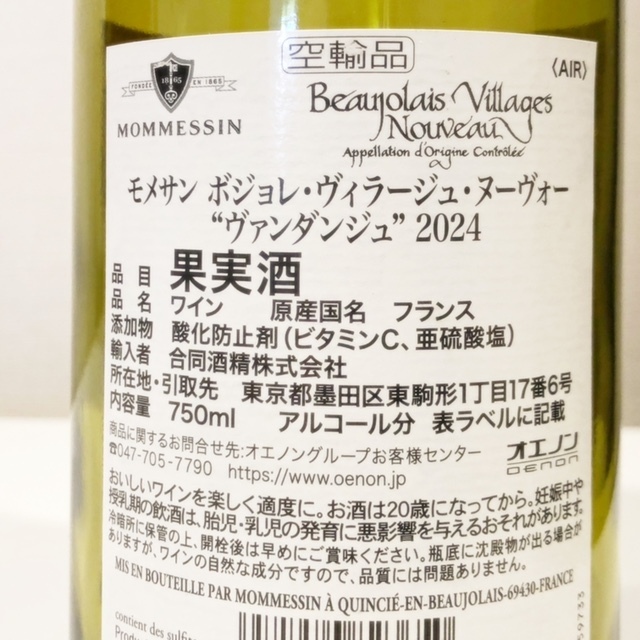 空輸品
〈AIR〉
FONDÉE EN 1865
1865
MOMMESSIN
Beaujolais Villages
Nouveau
Appellation d'Origine Contrôlée
モメサン ボジョレ・ヴィラージュ・ヌーヴォー
“ヴァンダンジュ” 2024
品目 果実酒
品名 ワイン 原産国名 フランス
添加物 酸化防止剤(ビタミンC、亜硫酸塩)
輸入者 合同酒精株式会社
所在地・引取先 東京都墨田区東駒形1丁目17番6号
内容量 750ml アルコール分 表ラベルに記載
商品に関するお問合せ先:オエノングループお客様センター
☎047-705-7790 https://www.oenon.jp
オエノン
OENON
おいしいワインを楽しく適度に。お酒は20歳になってから。妊娠中や
授乳期の飲酒は、胎児・乳児の発育に悪影響を与えるおそれがあります。
冷暗所に保管の上、開栓後は早めにご賞味ください。瓶底に沈殿物が出る場合が
ありますが、ワインの自然な成分ですので、品質には問題ありません。
MIS EN BOUTEILLE PAR MOMMESSIN À QUINCIÉ-EN-BEAUJOLAIS-69430-FRANCE
contient des sulfi